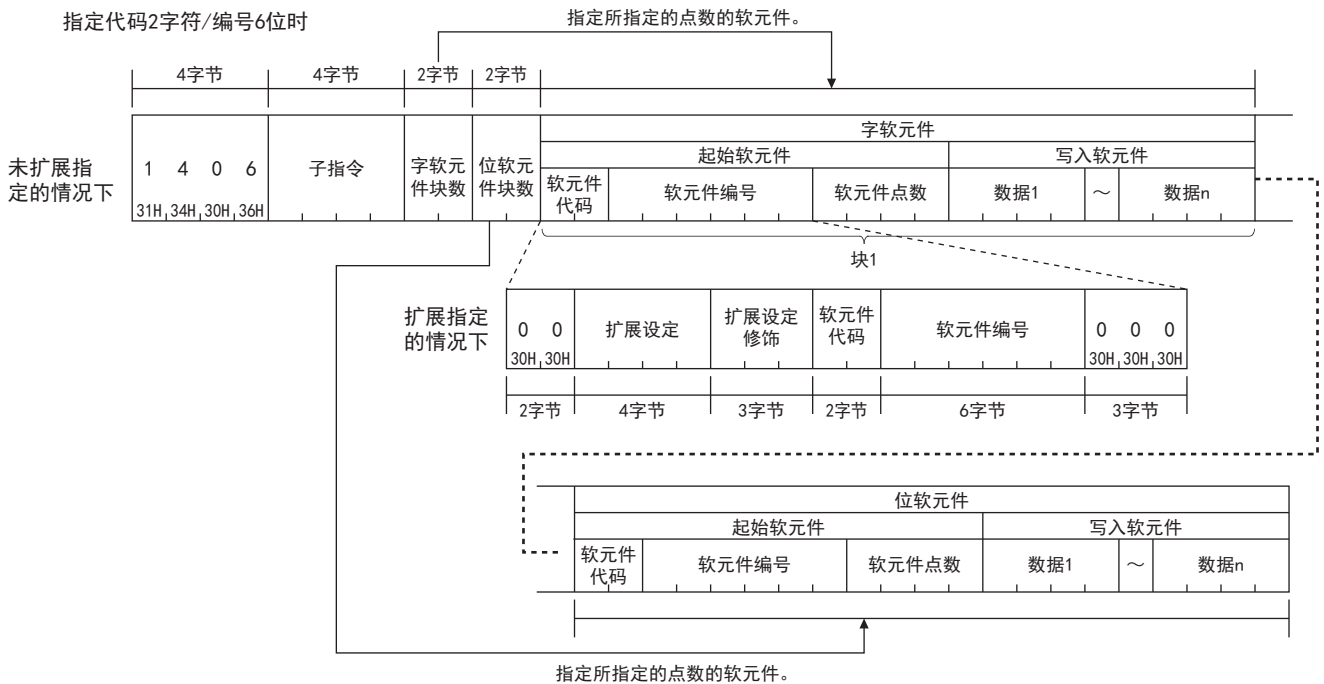 指定代码2字符/编号6位时
指定所指定的点数的软元件。
4字节 4字节 2字节 2字节
未扩展指
定的情况下
1 4 0 6
31H 34H 30H 36H
子指令
字软元
件块数
位软元
件块数
字软元件
起始软元件 写入软元件
软元件
代码
软元件编号 软元件点数 数据1 ～ 数据n
块1
扩展指定
的情况下
0 0
30H 30H
扩展设定
扩展设定
修饰
软元件
代码
软元件编号
0 0 0
30H 30H 30H
2字节 4字节 3字节 2字节 6字节 3字节
位软元件
起始软元件 写入软元件
软元件
代码
软元件编号 软元件点数 数据1 ～ 数据n
指定所指定的点数的软元件。